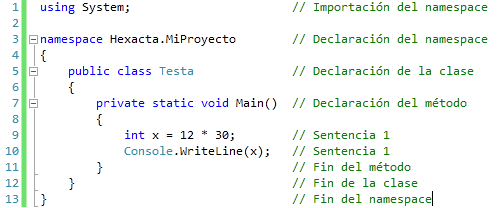 1 using System; // Importación del namespace
2
3 namespace Hexacta.MiProyecto // Declaración del namespace
4 {
5 public class Testa // Declaración de la clase
6 {
7 private static void Main() // Declaración del método
8 {
9 int x = 12 * 30; // Sentencia 1
10 Console.WriteLine(x); // Sentencia 1
11 } // Fin del método
12 } // Fin de la clase
13 } // Fin del namespace